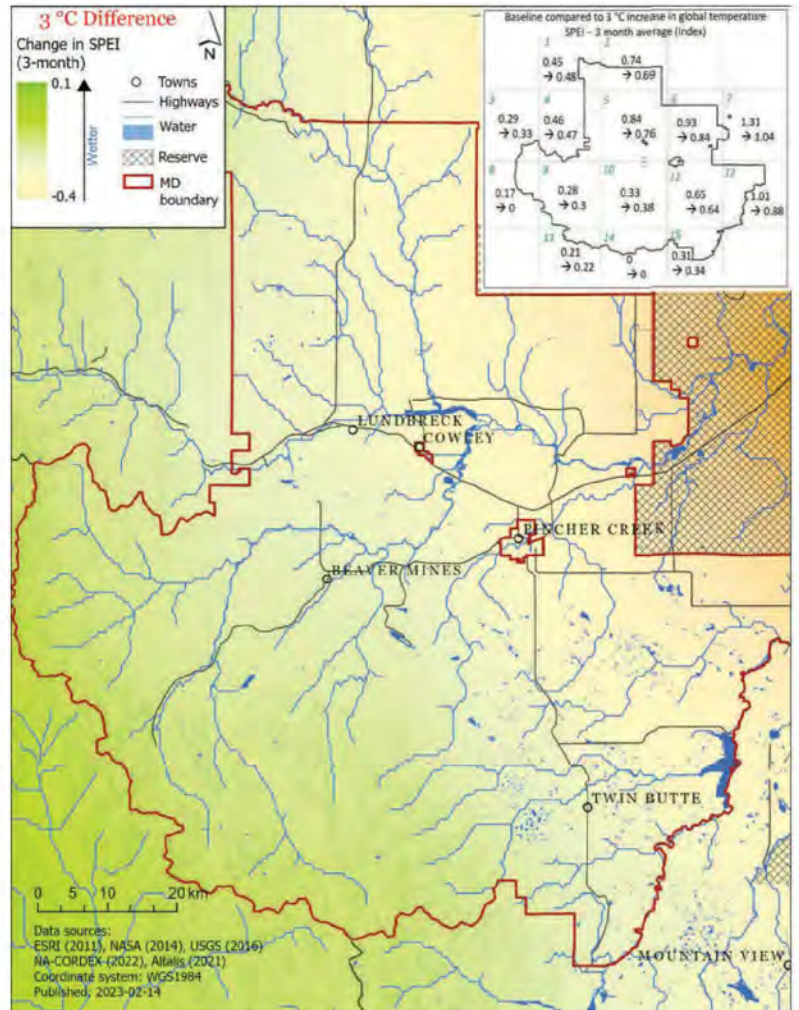 3 °C Difference
Change in SPEI
(3-month)
0.1
Wetter
-0.4
N
Towns
Highways
Water
Reserve
MD
boundary
Baseline compared to 3 °C increase in global temperature
SPEI – 3 month average (Index)
1
0.45
→ 0.48
2
0.74
→ 0.69
3
0.29
→ 0.33
4
0.46
→ 0.47
5
0.84
→ 0.76
6
0.93
→ 0.84
7
1.31
→ 1.04
8
0.17
→ 0
9
0.28
→ 0.3
10
0.33
→ 0.38
11
0.65
→ 0.64
12
1.01
→ 0.88
13
0.21
→ 0.22
14
0
→ 0
15
0.31
→ 0.34
LUNDBRECK
COWLEY
PINCHER CREEK
BEAVER MINES
TWIN BUTTE
MOUNTAIN VIEW
0 5 10 20 km
Data sources:
ESRI (2011), NASA (2014), USGS (2016)
NA-CORDEX (2022), Altalis (2021)
Coordinate system: WGS1984
Published: 2023-02-14